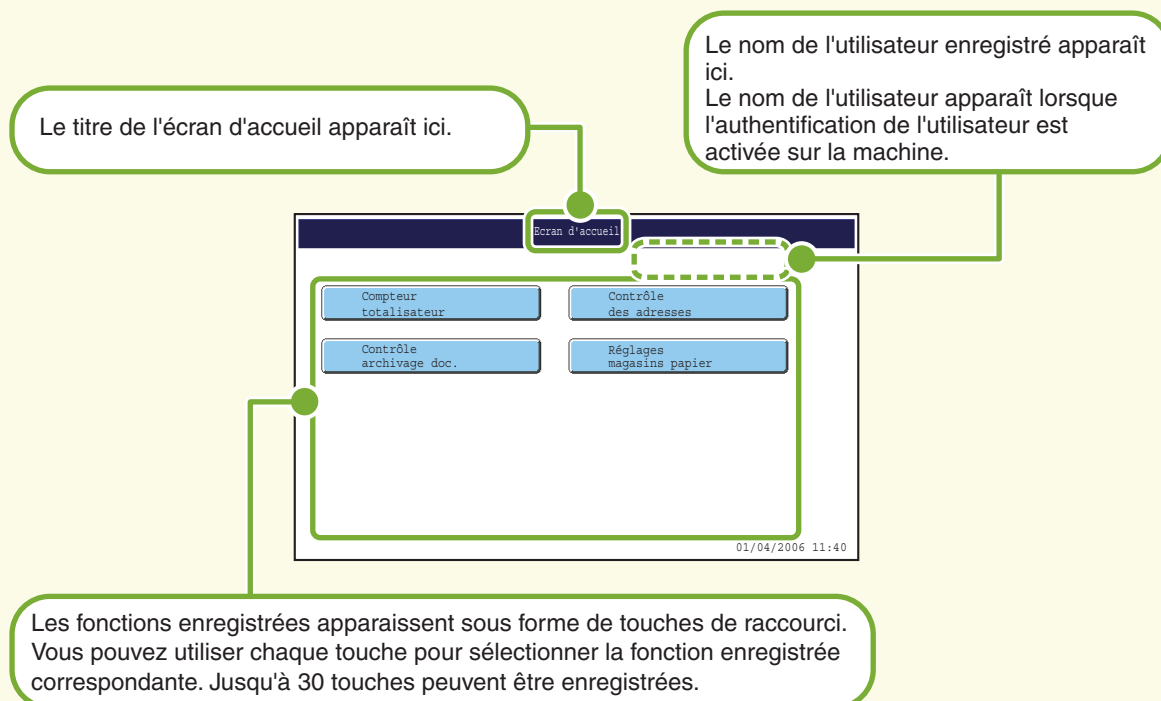 Le nom de l'utilisateur enregistré apparaît
ici.
Le nom de l'utilisateur apparaît lorsque
l'authentification de l'utilisateur est
activée sur la machine.
Le titre de l'écran d'accueil apparaît ici.
Ecran d'accueil
Compteur
totalisateur
Contrôle
des adresses
Contrôle
archivage doc.
Réglages
magasins papier
01/04/2006 11:40
Les fonctions enregistrées apparaissent sous forme de touches de raccourci.
Vous pouvez utiliser chaque touche pour sélectionner la fonction enregistrée
correspondante. Jusqu'à 30 touches peuvent être enregistrées.